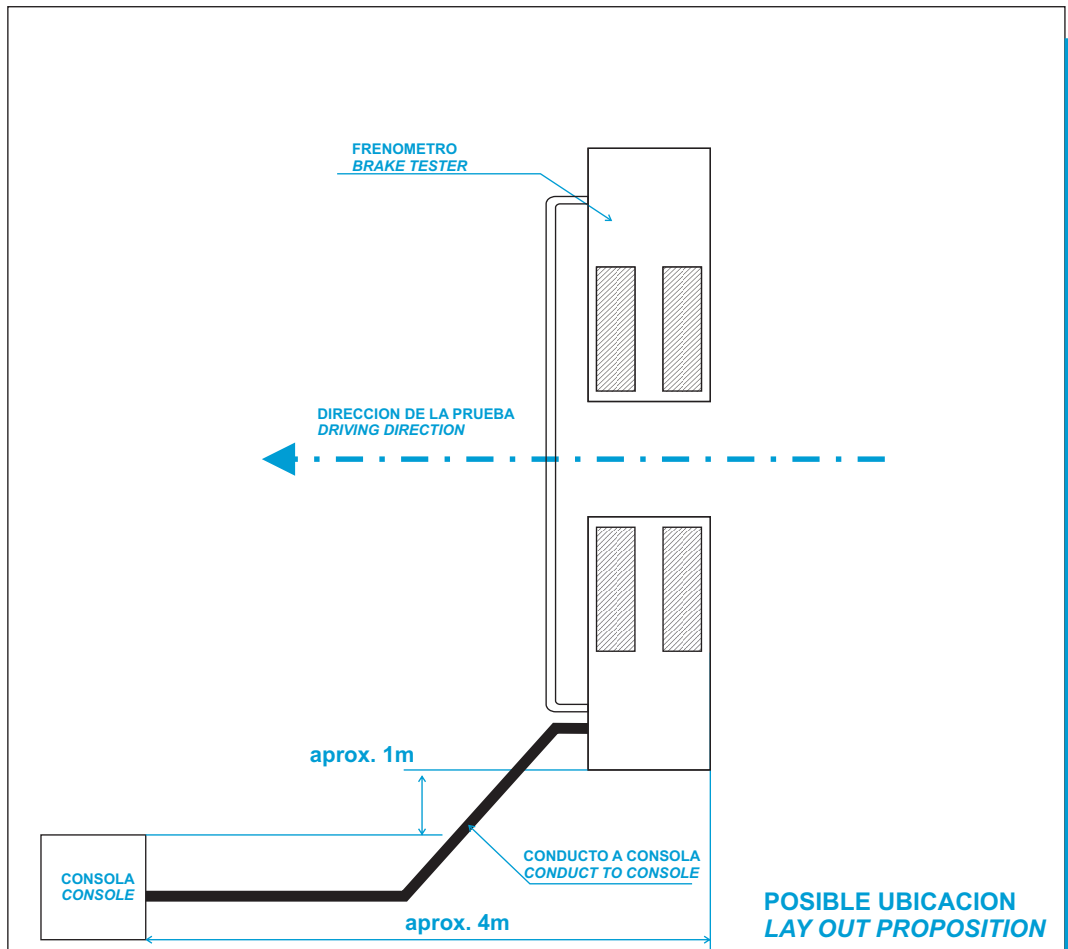 FRENOMETRO
BRAKE TESTER
DIRECCION DE LA PRUEBA
DRIVING DIRECTION
aprox. 1m
CONDUCTO A CONSOLA
CONDUCT TO CONSOLE
CONSOLA
CONSOLE
aprox. 4m
POSIBLE UBICACION
LAY OUT PROPOSITION